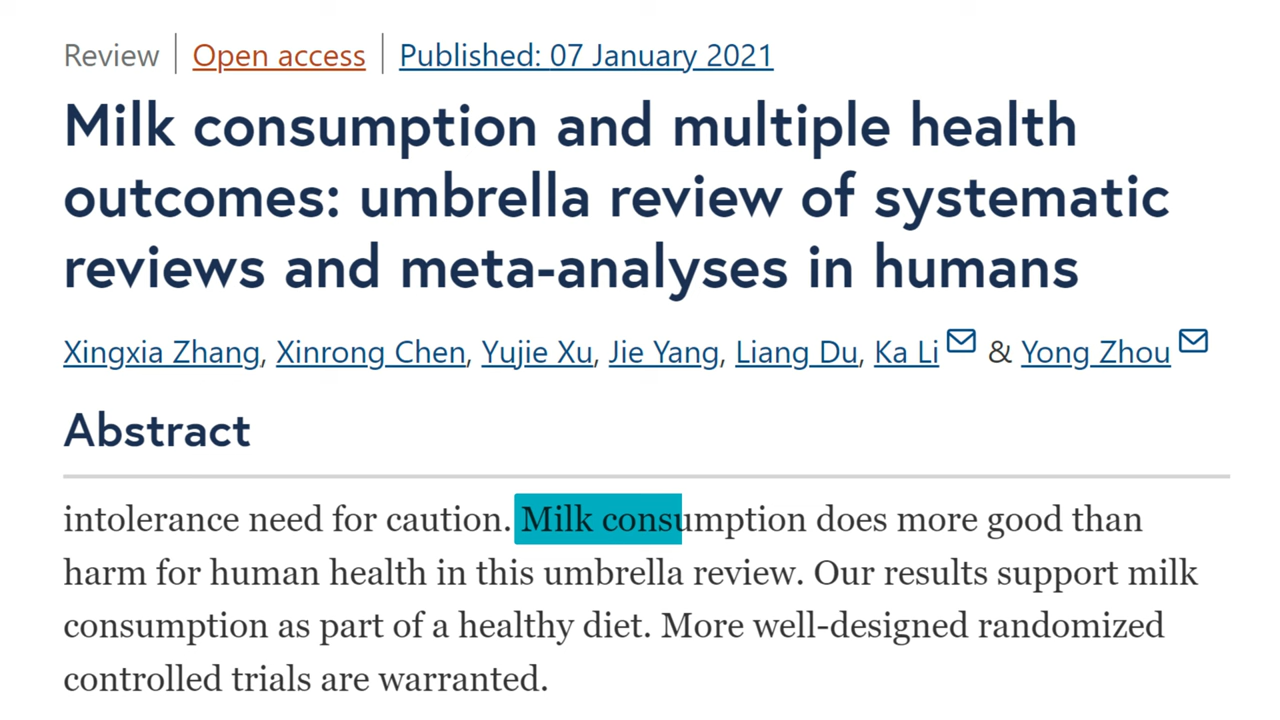 Review | Open access | Published: 07 January 2021
Milk consumption and multiple health
outcomes: umbrella review of systematic
reviews and meta-analyses in humans
Xingxia Zhang, Xinrong Chen, Yujie Xu, Jie Yang, Liang Du, Ka Li & Yong Zhou
Abstract
intolerance need for caution. Milk consumption does more good than
harm for human health in this umbrella review. Our results support milk
consumption as part of a healthy diet. More well-designed randomized
controlled trials are warranted.